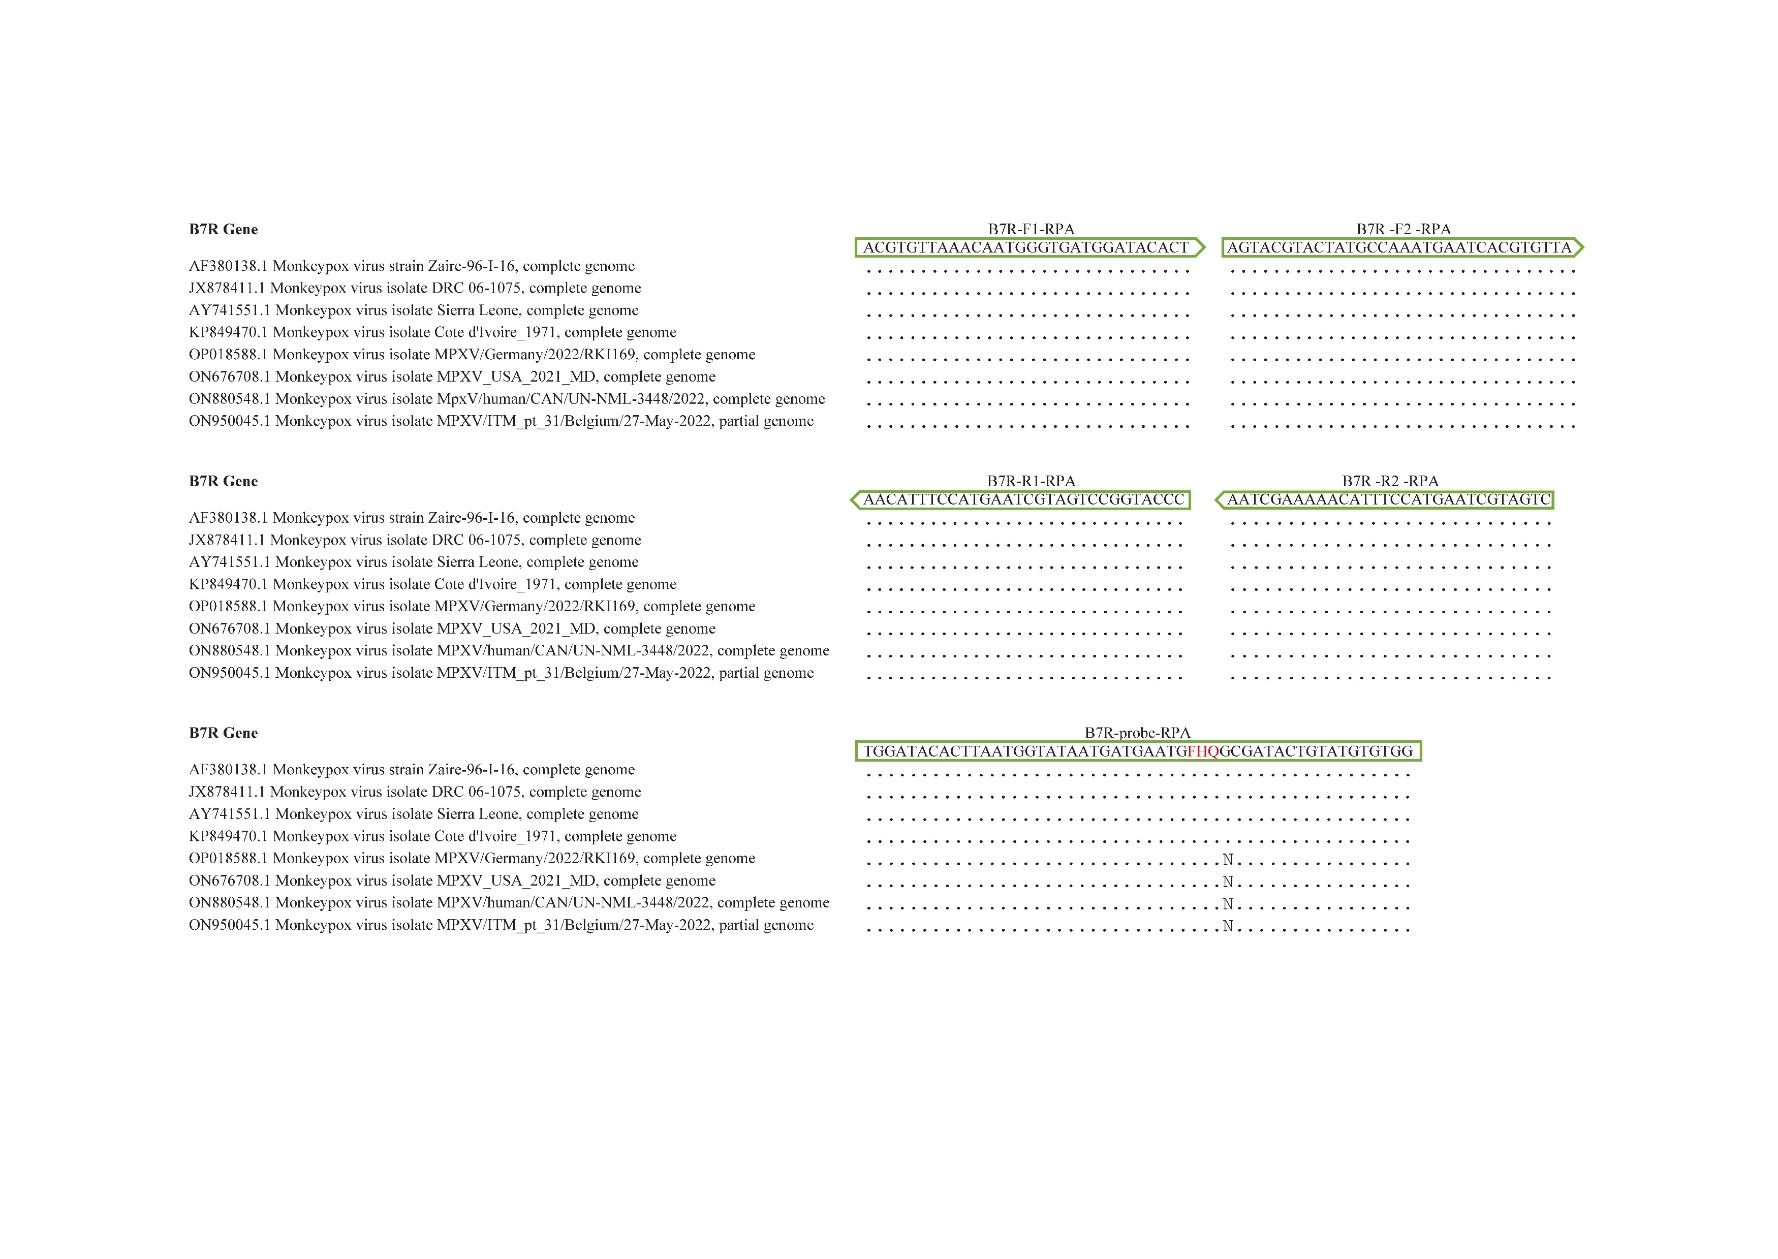 B7R Gene B7R-F1-RPA B7R -F2 -RPA
ACGTGTTAAACAATGGGTGATGGATACACT AGTACGTACTATGCCAAATGAATCACGTGTTA
AF380138.1 Monkeypox virus strain Zaire-96-I-16, complete genome
JX878411.1 Monkeypox virus isolate DRC 06-1075, complete genome
AY741551.1 Monkeypox virus isolate Sierra Leone, complete genome
KP849470.1 Monkeypox virus isolate Cote d'Ivoire_1971, complete genome
OP018588.1 Monkeypox virus isolate MPXV/Germany/2022/RKI169, complete genome
ON676708.1 Monkeypox virus isolate MPXV_USA_2021_MD, complete genome
ON880548.1 Monkeypox virus isolate MpxV/human/CAN/UN-NML-3448/2022, complete genome
ON950045.1 Monkeypox virus isolate MPXV/ITM_pt_31/Belgium/27-May-2022, partial genome
B7R Gene B7R-R1-RPA B7R -R2 -RPA
AACATTTCCATGAATCGTAGTCCGGTACCC AATCGAAAAACATTTCCATGAATCGTAGTC
AF380138.1 Monkeypox virus strain Zaire-96-I-16, complete genome
JX878411.1 Monkeypox virus isolate DRC 06-1075, complete genome
AY741551.1 Monkeypox virus isolate Sierra Leone, complete genome
KP849470.1 Monkeypox virus isolate Cote d'Ivoire_1971, complete genome
OP018588.1 Monkeypox virus isolate MPXV/Germany/2022/RKI169, complete genome
ON676708.1 Monkeypox virus isolate MPXV_USA_2021_MD, complete genome
ON880548.1 Monkeypox virus isolate MPXV/human/CAN/UN-NML-3448/2022, complete genome
ON950045.1 Monkeypox virus isolate MPXV/ITM_pt_31/Belgium/27-May-2022, partial genome
B7R Gene B7R-probe-RPA
TGGATACACTTAATGGTATAATGATGAATGFHQGCGATACTGTATGTGTGG
AF380138.1 Monkeypox virus strain Zaire-96-I-16, complete genome
JX878411.1 Monkeypox virus isolate DRC 06-1075, complete genome
AY741551.1 Monkeypox virus isolate Sierra Leone, complete genome
KP849470.1 Monkeypox virus isolate Cote d'Ivoire_1971, complete genome
OP018588.1 Monkeypox virus isolate MPXV/Germany/2022/RKI169, complete genome N
ON676708.1 Monkeypox virus isolate MPXV_USA_2021_MD, complete genome N
ON880548.1 Monkeypox virus isolate MPXV/human/CAN/UN-NML-3448/2022, complete genome N
ON950045.1 Monkeypox virus isolate MPXV/ITM_pt_31/Belgium/27-May-2022, partial genome N